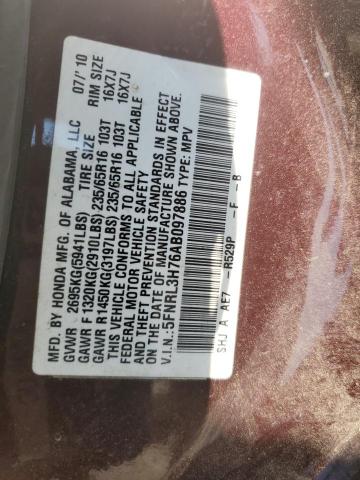 MFD. BY HONDA MFG. OF ALABAMA, LLC 07/'10
GVWR 2695KG(5941LBS) TIRE SIZE RIM SIZE
GAWR F 1320KG(2910LBS) 235/65R16 103T 16X7J
GAWR R 1450KG(3197LBS) 235/65R16 103T 16X7J
THIS VEHICLE CONFORMS TO ALL APPLICABLE
FEDERAL MOTOR VEHICLE SAFETY
AND THEFT PREVENTION STANDARDS IN EFFECT
ON THE DATE OF MANUFACTURE SHOWN ABOVE.
V.I.N.:5FNRL3H76AB097886 TYPE: MPV
SHJ A AE7 R529P -F -B